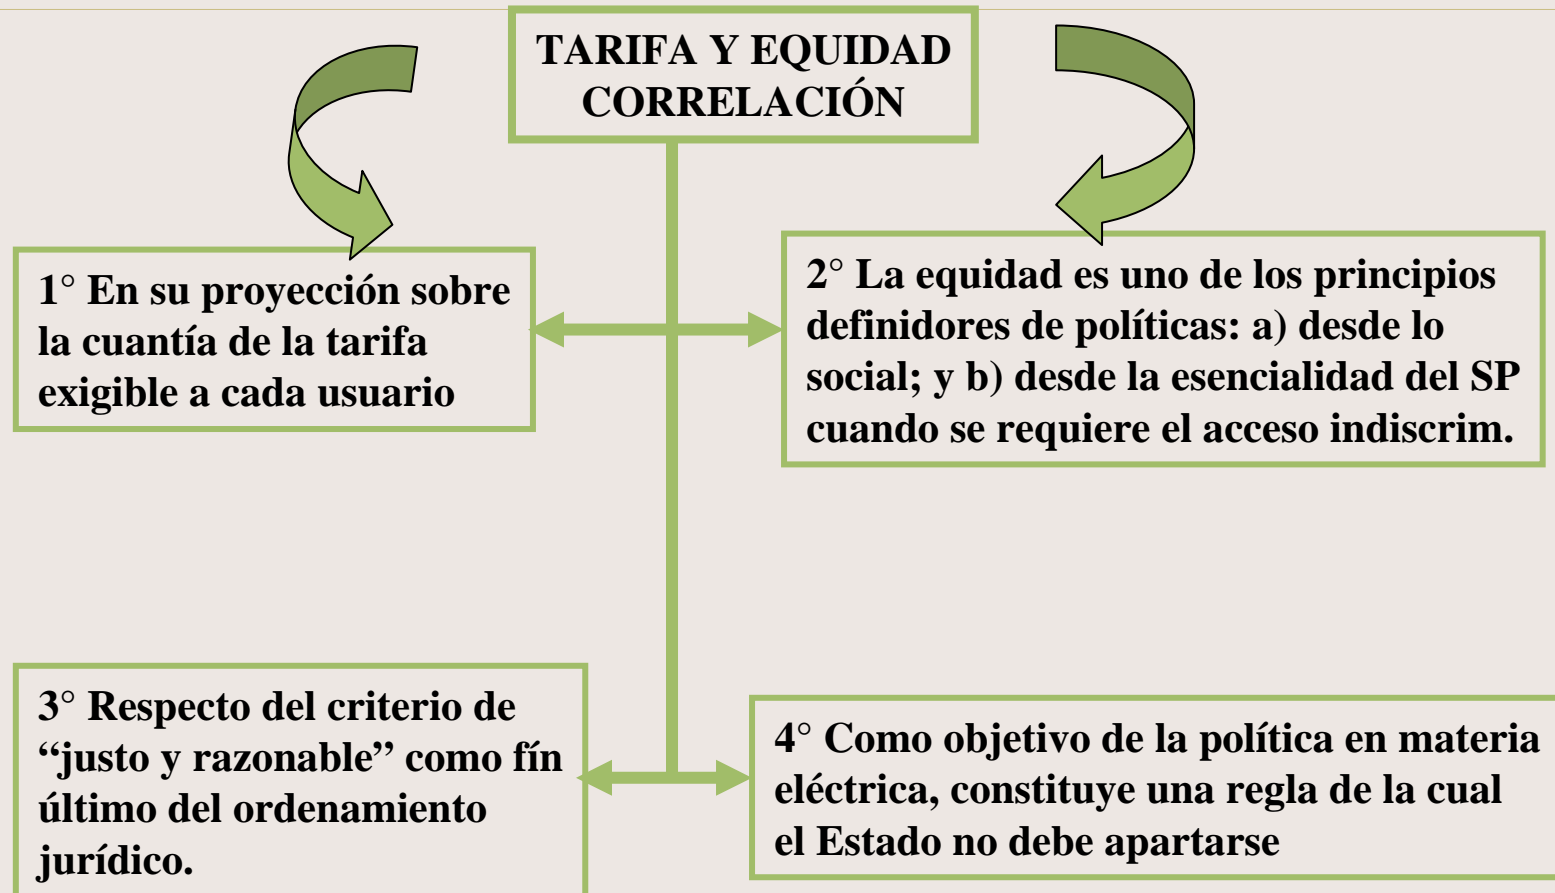 TARIFA Y EQUIDAD
CORRELACIÓN
1° En su proyección sobre
la cuantía de la tarifa
exigible a cada usuario
2° La equidad es uno de los principios
definidores de políticas: a) desde lo
social; y b) desde la esencialidad del SP
cuando se requiere el acceso indiscrim.
3° Respecto del criterio de
“justo y razonable” como fín
último del ordenamiento
jurídico.
4° Como objetivo de la política en materia
eléctrica, constituye una regla de la cual
el Estado no debe apartarse